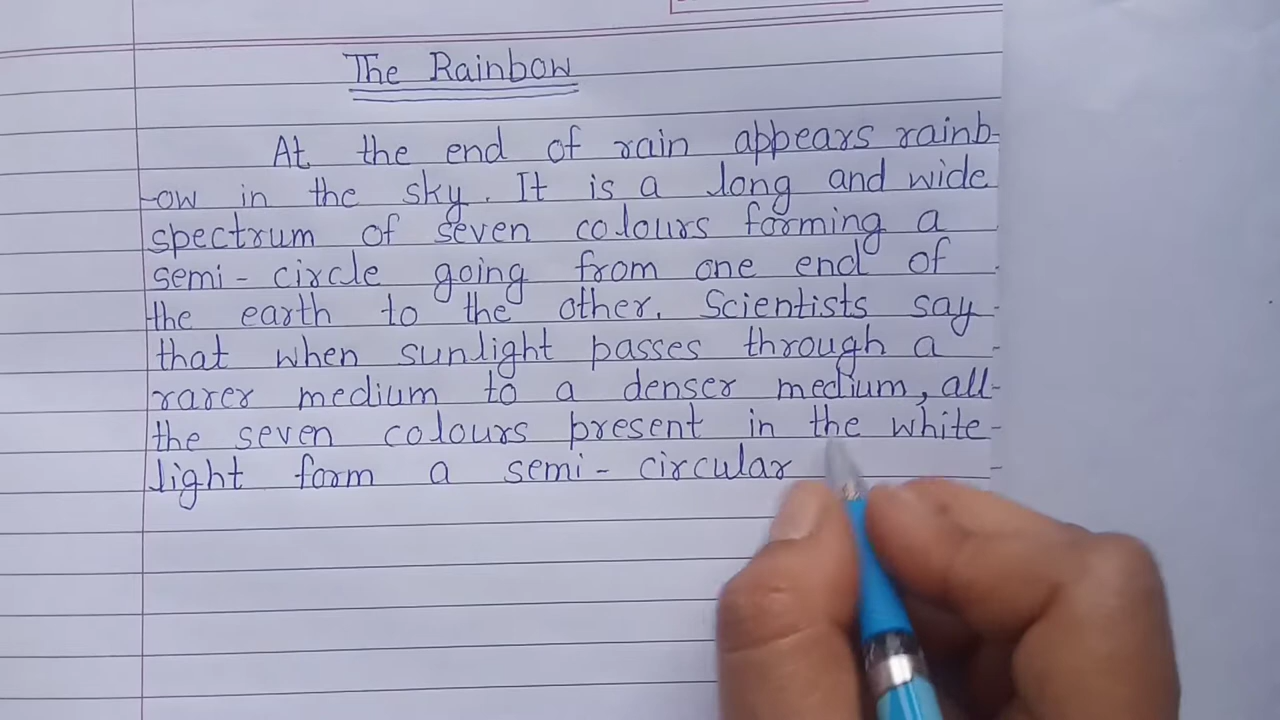 The Rainbow
At the end of rain appears rainb-
-ow in the sky. It is a long and wide
spectrum of seven colours forming a
semi-circle going from one end of
the earth to the other. Scientists say
that when sunlight passes through a
rarer medium to a denser medium, all
the seven colours present in the white
light form a semi-circular